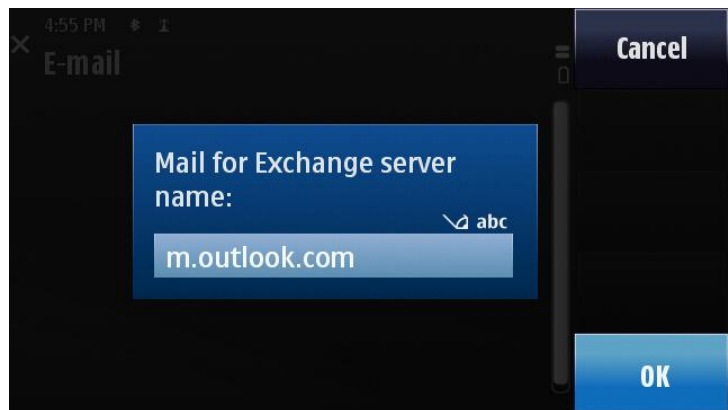 4:55 PM
E-mail
Cancel
Mail for Exchange server
name:
abc
m.outlook.com
OK